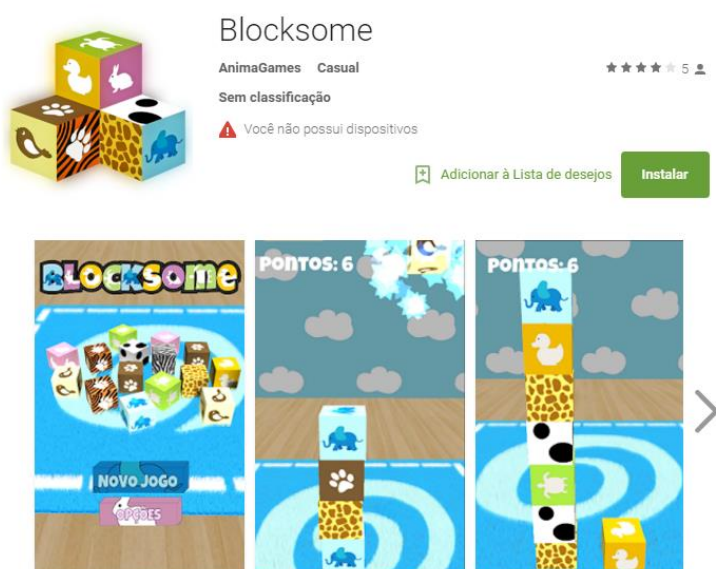 Blocksome
AnimaGames Casual
5
Sem classificação
Você não possui dispositivos
Adicionar à Lista de desejos
Instalar
BLOCKSOME
NOVO JOGO
OPÇÕES
PONTOS: 6
PONTOS: 6